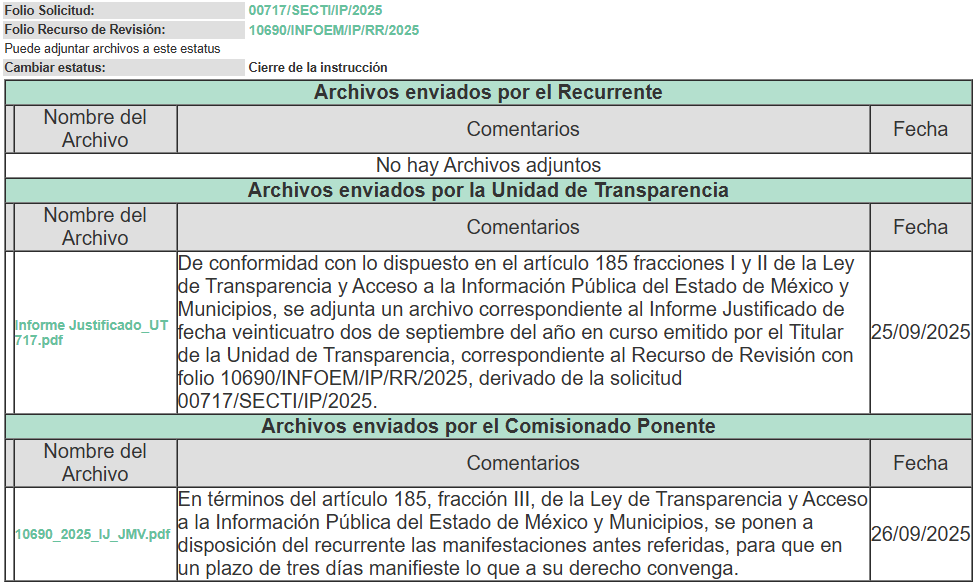 Folio Solicitud: 00717/SECTI/IP/2025
Folio Recurso de Revisión: 10690/INFOEM/IP/RR/2025
Puede adjuntar archivos a este estatus
Cambiar estatus: Cierre de la instrucción
Archivos enviados por el Recurrente
Nombre del
Archivo
Comentarios
Fecha
No hay Archivos adjuntos
Archivos enviados por la Unidad de Transparencia
Nombre del
Archivo
Comentarios
Fecha
Informe Justificado_UT
717.pdf
De conformidad con lo dispuesto en el artículo 185 fracciones I y II de la Ley
de Transparencia y Acceso a la Información Pública del Estado de México y
Municipios, se adjunta un archivo correspondiente al Informe Justificado de
fecha veinticuatro dos de septiembre del año en curso emitido por el Titular
de la Unidad de Transparencia, correspondiente al Recurso de Revisión con
folio 10690/INFOEM/IP/RR/2025, derivado de la solicitud
00717/SECTI/IP/2025.
25/09/2025
Archivos enviados por el Comisionado Ponente
Nombre del
Archivo
Comentarios
Fecha
10690_2025_IJ_JMV.pdf
En términos del artículo 185, fracción III, de la Ley de Transparencia y Acceso
a la Información Pública del Estado de México y Municipios, se ponen a
disposición del recurrente las manifestaciones antes referidas, para que en
un plazo de tres días manifieste lo que a su derecho convenga.
26/09/2025